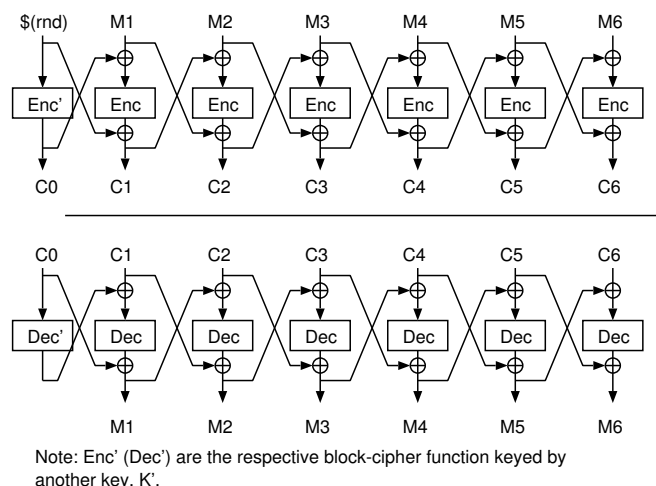 $(rnd) M1 M2 M3 M4 M5 M6
Enc' Enc Enc Enc Enc Enc Enc
C0 C1 C2 C3 C4 C5 C6
C0 C1 C2 C3 C4 C5 C6
Dec' Dec Dec Dec Dec Dec Dec
M1 M2 M3 M4 M5 M6
Note: Enc' (Dec') are the respective block-cipher function keyed by
another key, K'.